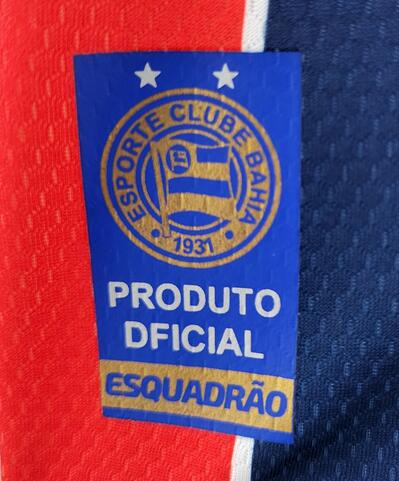 ESPORTE CLUBE BAHIA
1931
PRODUTO
DFICIAL
ESQUADRÃO